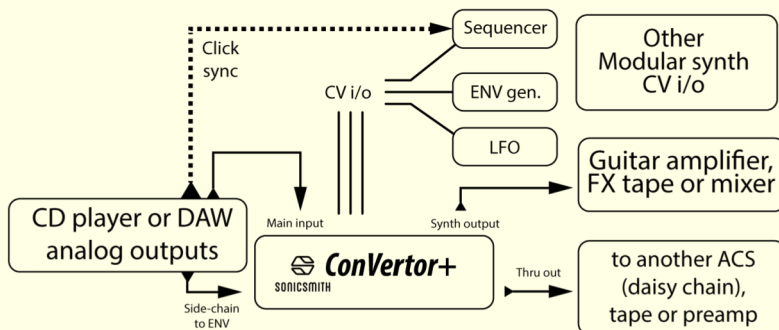 Click
sync
Sequencer
CV i/o
ENV gen.
LFO
Other
Modular synth
CV i/o
CD player or DAW
analog outputs
Main input
Synth output
Guitar amplifier,
FX tape or mixer
SONICSMITH
ConVertor+
Side-chain
to ENV
Thru out
to another ACS
(daisy chain),
tape or preamp